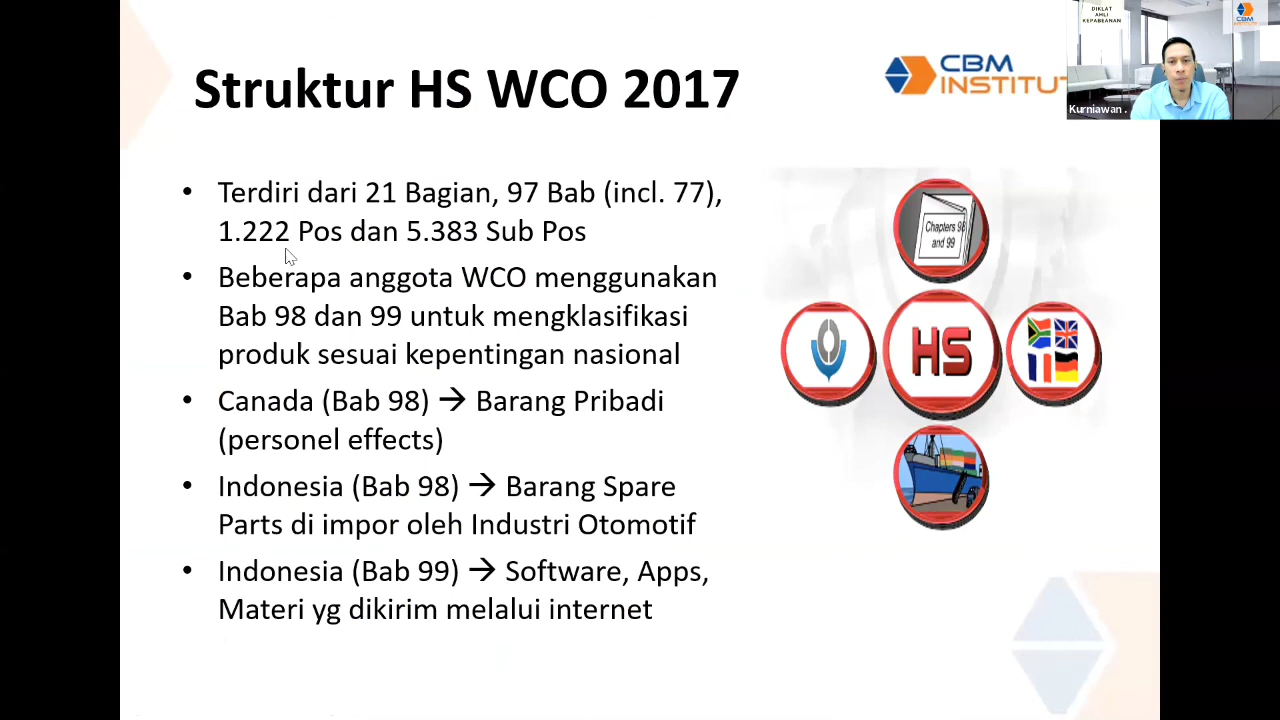 Struktur HS WCO 2017
CBM
INSTITUT
DIKLAT
AHLI
KEPABEANAN
CBM
Kurniawan .
• Terdiri dari 21 Bagian, 97 Bab (incl. 77),
1.222 Pos dan 5.383 Sub Pos
• Beberapa anggota WCO menggunakan
Bab 98 dan 99 untuk mengklasifikasi
produk sesuai kepentingan nasional
• Canada (Bab 98) → Barang Pribadi
(personel effects)
• Indonesia (Bab 98) → Barang Spare
Parts di impor oleh Industri Otomotif
• Indonesia (Bab 99) → Software, Apps,
Materi yg dikirim melalui internet
Chapters 98
and 99
HS